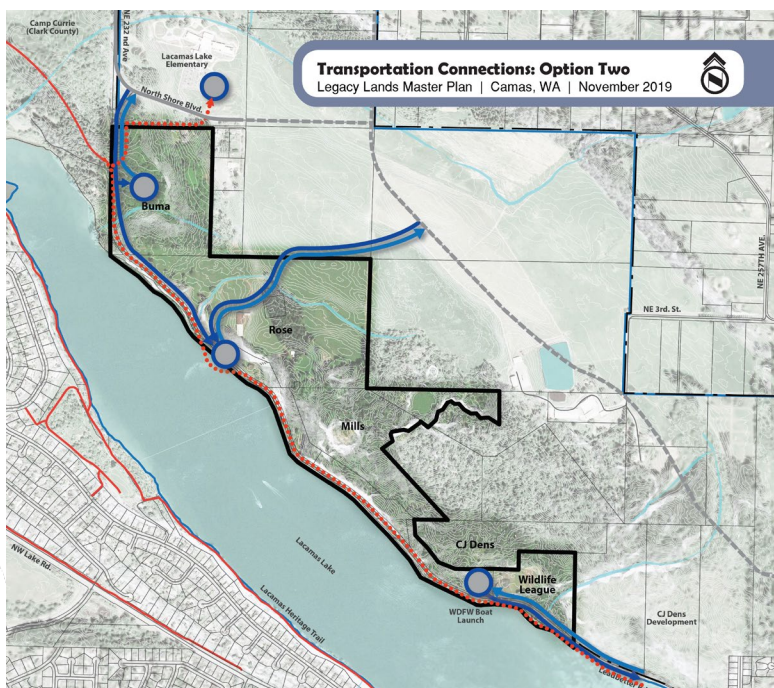 Camp Currie
(Clark County)
NE 232 nd Ave
Lacamas Lake
Elementary
North Shore Blvd.
Transportation Connections: Option Two
Legacy Lands Master Plan | Camas, WA | November 2019
N
Buma
NE 257TH AVE.
NE 3rd. St.
Rose
Mills
CJ Dens
Wildlife
League
WDFW Boat
Launch
CJ Dens
Development
Lacamas Lake
NW Lake Rd.
Lacamas Heritage Trail